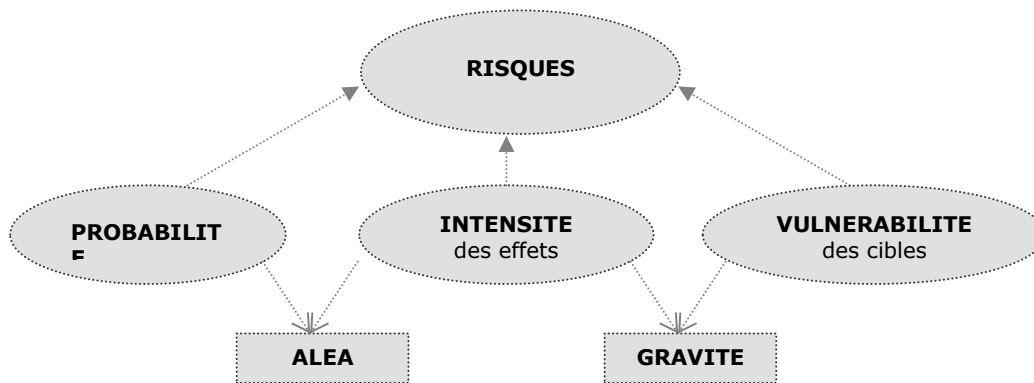 RISQUES
PROBABILIT
E
INTENSITE
des effets
VULNERABILITE
des cibles
ALEA
GRAVITE